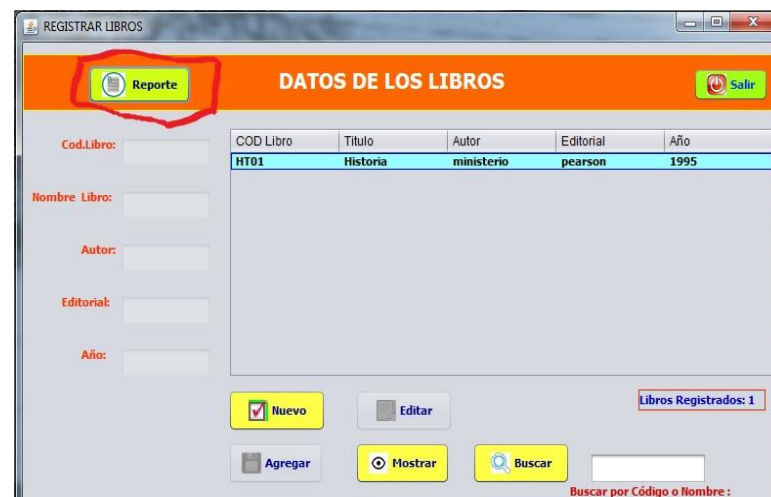 REGISTRAR LIBROS
Reporte
DATOS DE LOS LIBROS
Salir
Cod.Libro:
COD Libro Titulo Autor Editorial Año
HT01 Historia ministerio pearson 1995
Nombre Libro:
Autor:
Editorial:
Año:
Nuevo Editar Libros Registrados: 1
Agregar Mostrar Buscar
Buscar por Código o Nombre :